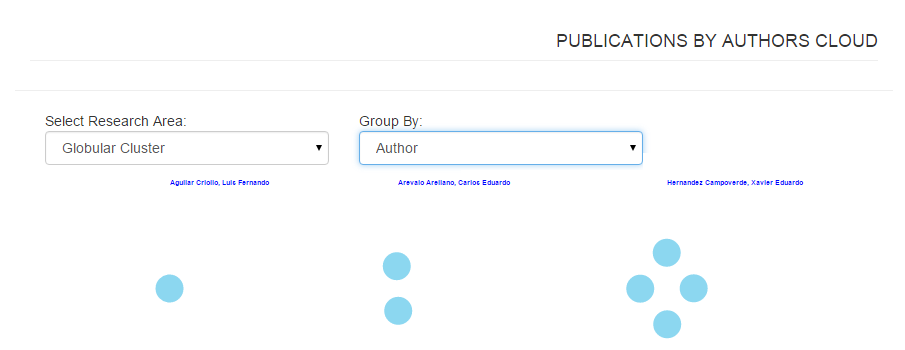 PUBLICATIONS BY AUTHORS CLOUD
Select Research Area: Group By:
Globular Cluster Author
Aguilar Criollo, Luis Fernando Arevalo Arellano, Carlos Eduardo Hernandez Campoverde, Xavier Eduardo